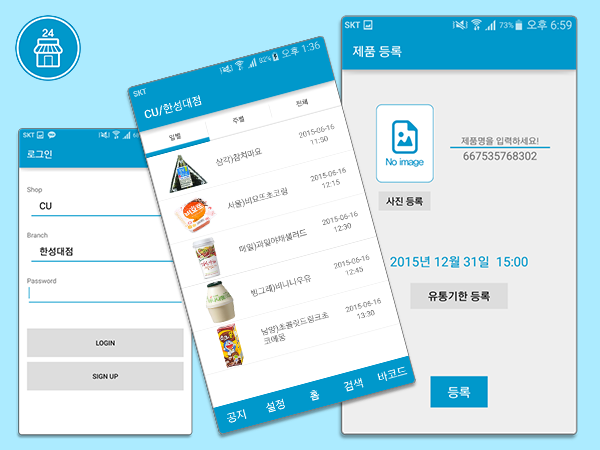 24
SKT
로그인
Shop
CU
Branch
한성대점
Password
LOGIN
SIGN UP
SKT 92% 오후 1:36
CU/한성대점
일별 주별 전체
삼각)참치마요 2015-06-16 11:30
서울)비요뜨초코링 2015-06-16 12:15
매일)과일야채샐러드 2015-06-16 12:30
빙그레)바나나우유 2015-06-16 12:45
남양)초콜릿드링크초코에몽 2015-06-16 13:30
공지 설정 홈 검색 바코드
SKT 73% 오후 6:59
제품 등록
No image
제품명을 입력하세요!
667535768302
사진 등록
2015년 12월 31일 15:00
유통기한 등록
등록